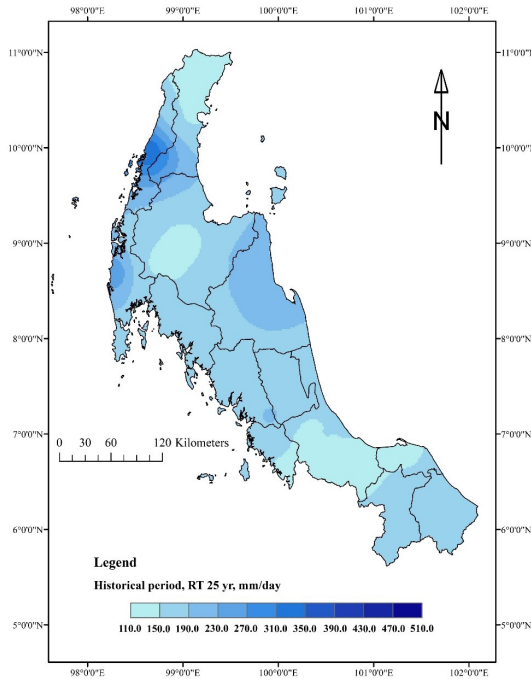 98°0'0"E 99°0'0"E 100°0'0"E 101°0'0"E 102°0'0"E
11°0'0"N 11°0'0"N
N
10°0'0"N 10°0'0"N
9°0'0"N 9°0'0"N
8°0'0"N 8°0'0"N
7°0'0"N 7°0'0"N
0 30 60 120 Kilometers
6°0'0"N 6°0'0"N
Legend
Historical period, RT 25 yr, mm/day
110.0 150.0 190.0 230.0 270.0 310.0 350.0 390.0 430.0 470.0 510.0
5°0'0"N 5°0'0"N
98°0'0"E 99°0'0"E 100°0'0"E 101°0'0"E 102°0'0"E